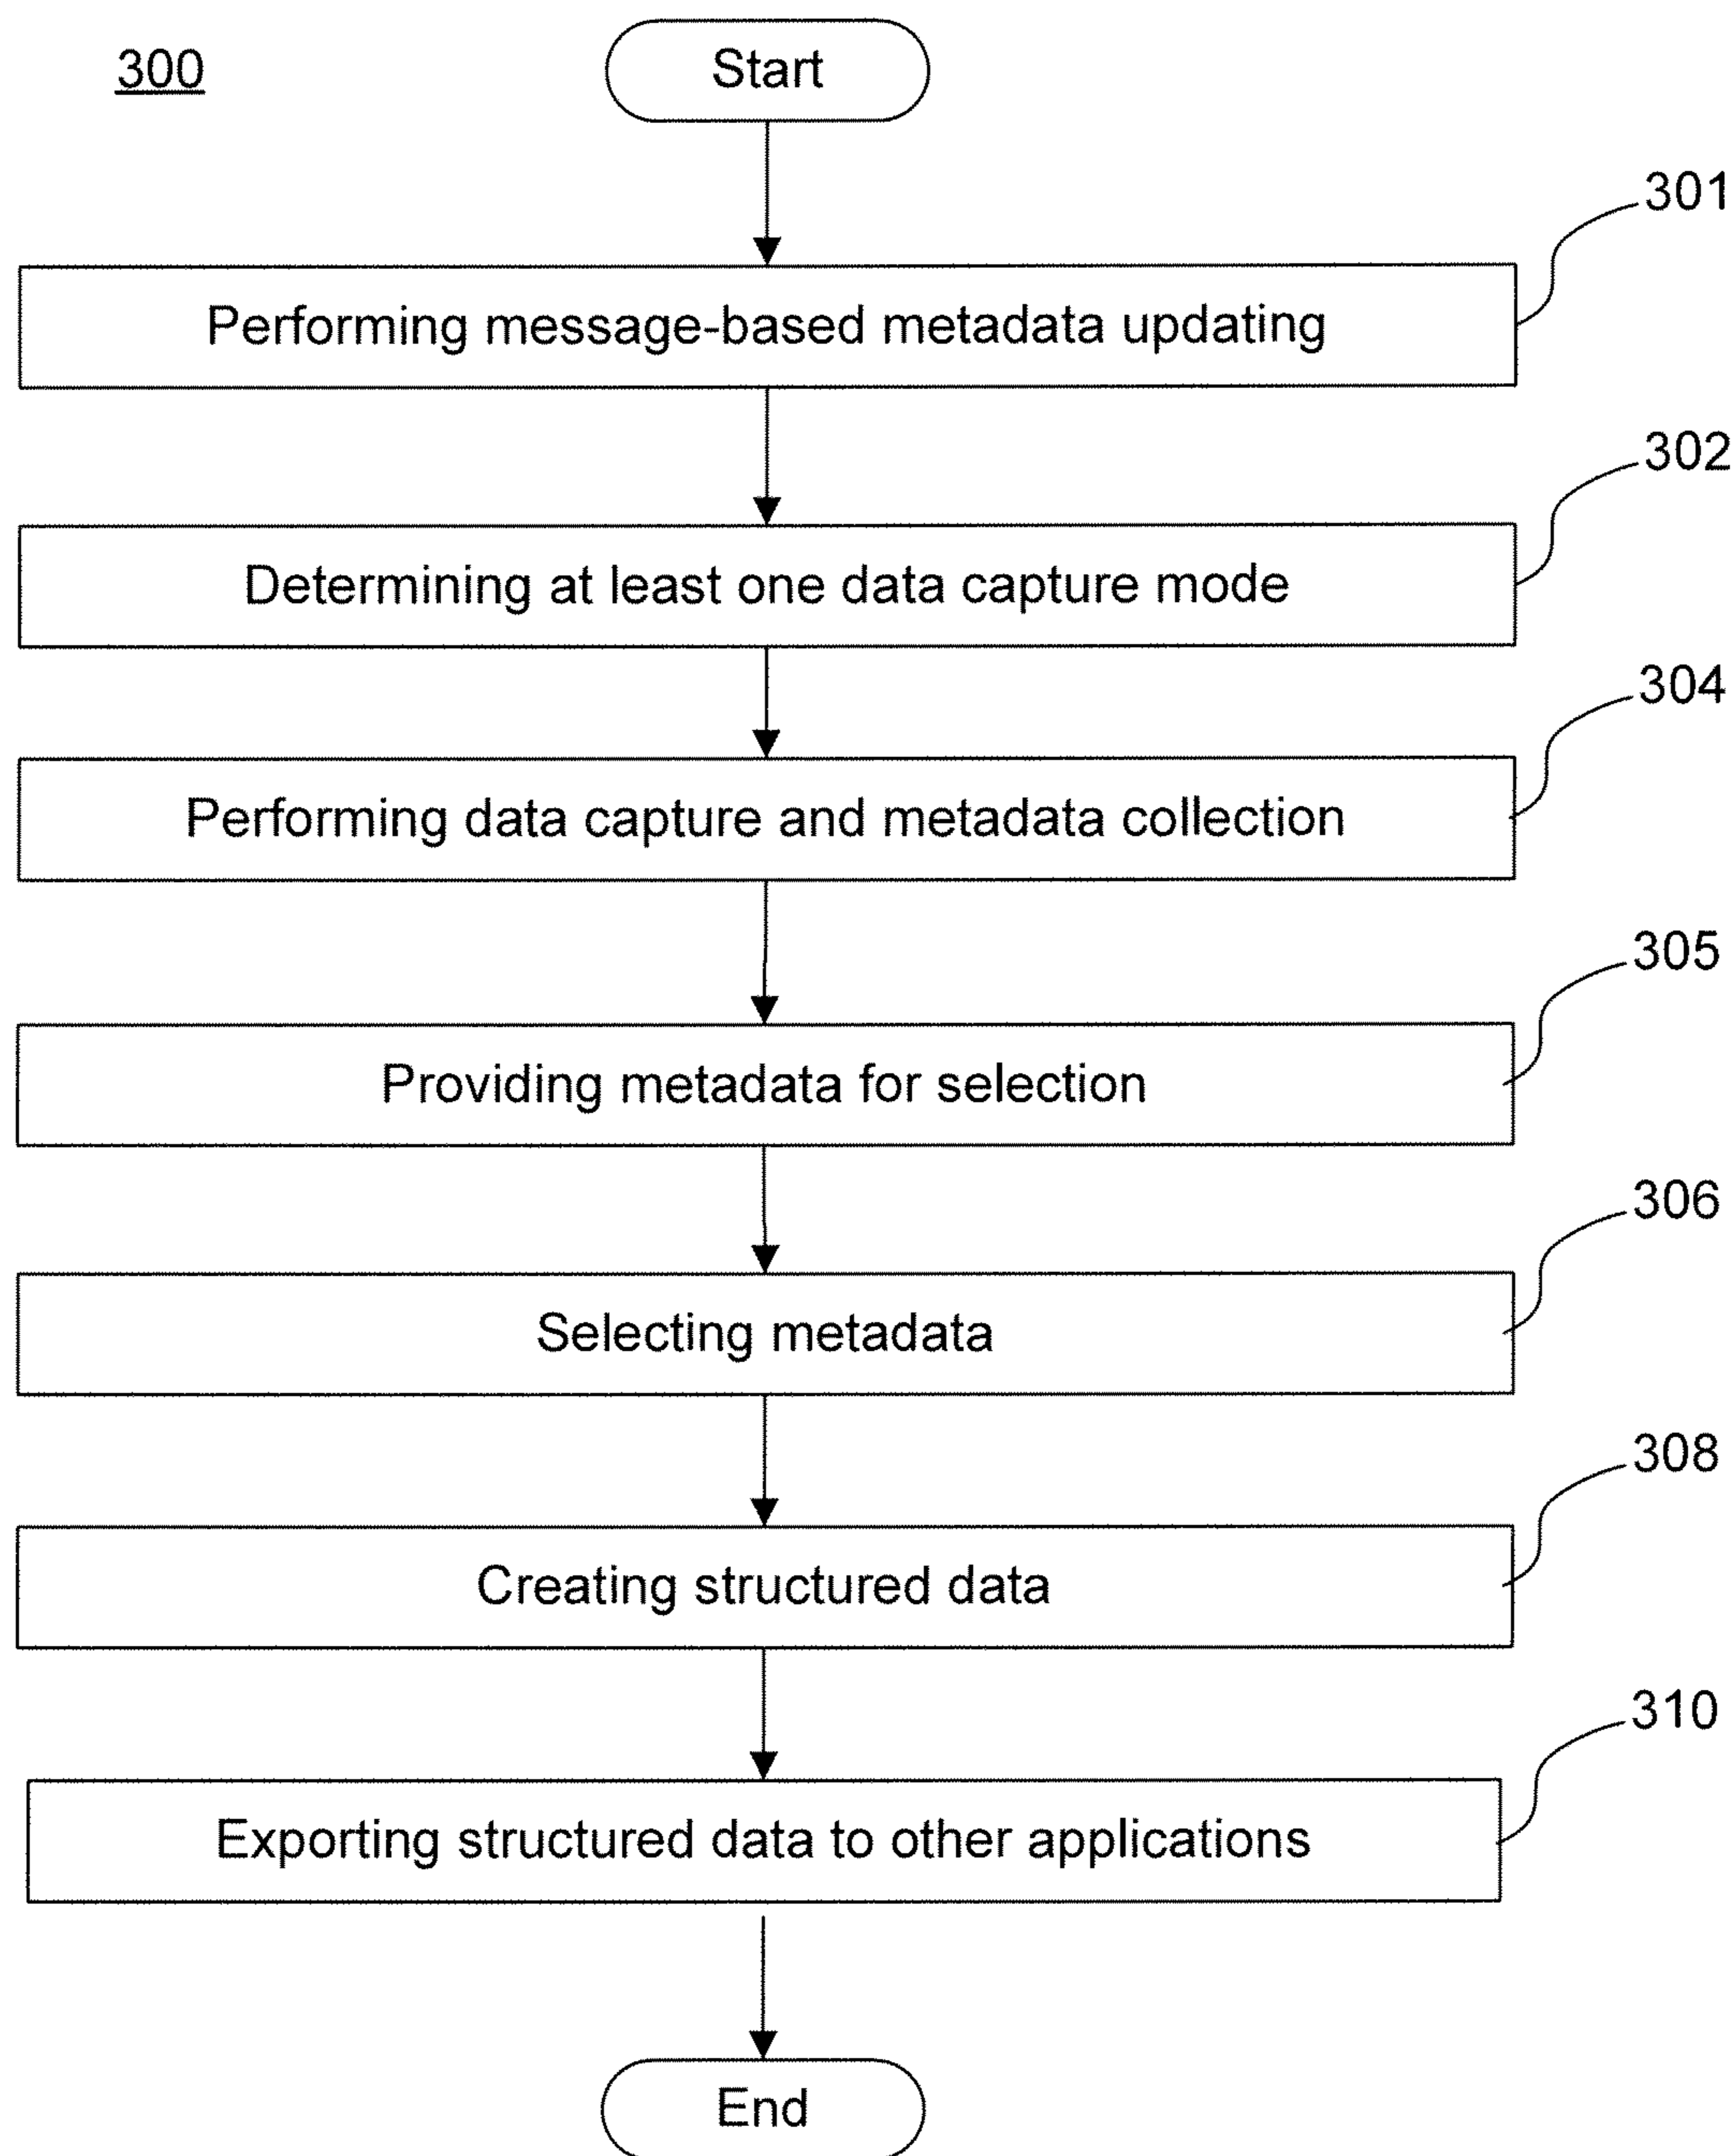 300
Start
301
Performing message-based metadata updating
302
Determining at least one data capture mode
304
Performing data capture and metadata collection
305
Providing metadata for selection
306
Selecting metadata
308
Creating structured data
310
Exporting structured data to other applications
End